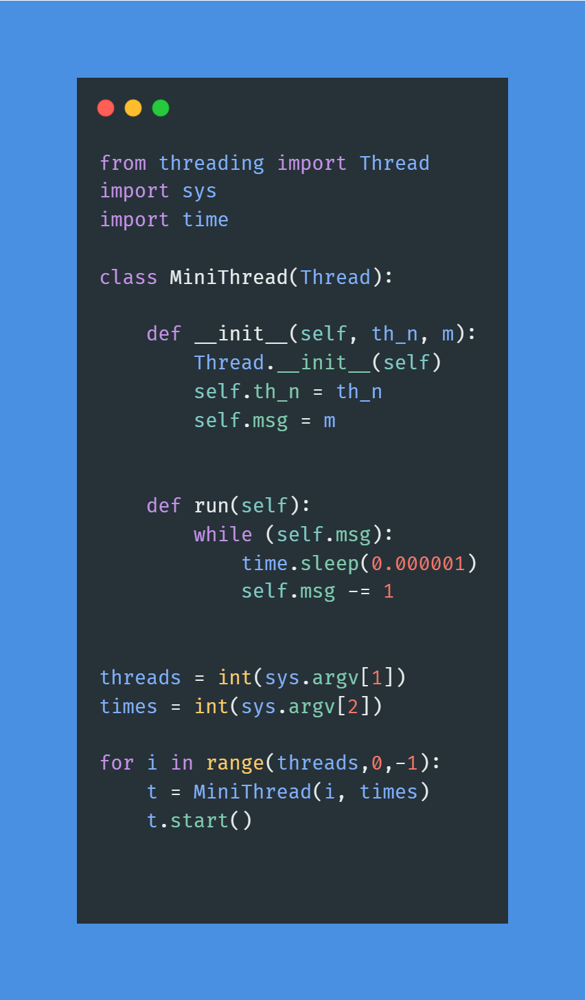 from threading import Thread
import sys
import time

class MiniThread(Thread):

    def __init__(self, th_n, m):
        Thread.__init__(self)
        self.th_n = th_n
        self.msg = m


    def run(self):
        while (self.msg):
            time.sleep(0.000001)
            self.msg -= 1


threads = int(sys.argv[1])
times = int(sys.argv[2])

for i in range(threads,0,-1):
    t = MiniThread(i, times)
    t.start()